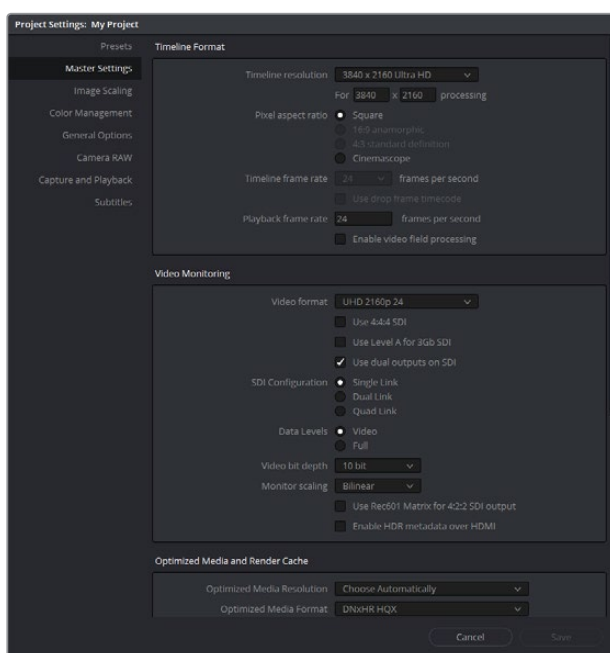 Project Settings: My Project
Presets
Master Settings
Image Scaling
Color Management
General Options
Camera RAW
Capture and Playback
Subtitles
Timeline Format
Timeline resolution 3840 x 2160 Ultra HD
For 3840 x 2160 processing
Pixel aspect ratio Square
16:9 anamorphic
4:3 standard definition
Cinemascope
Timeline frame rate 24 frames per second
Use drop frame timecode
Playback frame rate 24 frames per second
Enable video field processing
Video Monitoring
Video format UHD 2160p 24
Use 4:4:4 SDI
Use Level A for 3Gb SDI
Use dual outputs on SDI
SDI Configuration Single Link
Dual Link
Quad Link
Data Levels Video
Full
Video bit depth 10 bit
Monitor scaling Bilinear
Use Rec601 Matrix for 4:2:2 SDI output
Enable HDR metadata over HDMI
Optimized Media and Render Cache
Optimized Media Resolution Choose Automatically
Optimized Media Format DNxHR HQX
Cancel Save